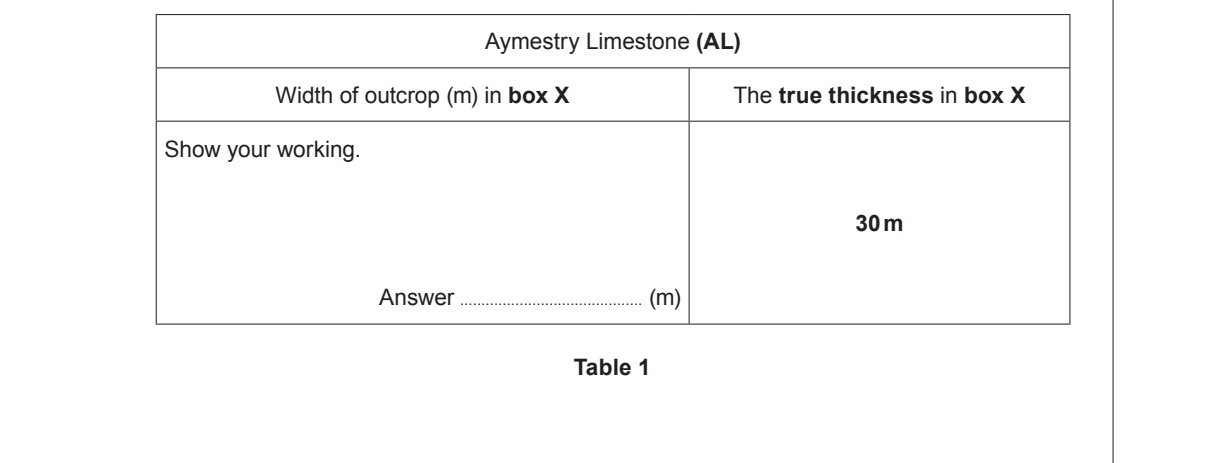 Aymestry Limestone (AL)
Width of outcrop (m) in box X
The true thickness in box X
Show your working.
30 m
Answer ........................................... (m)
Table 1